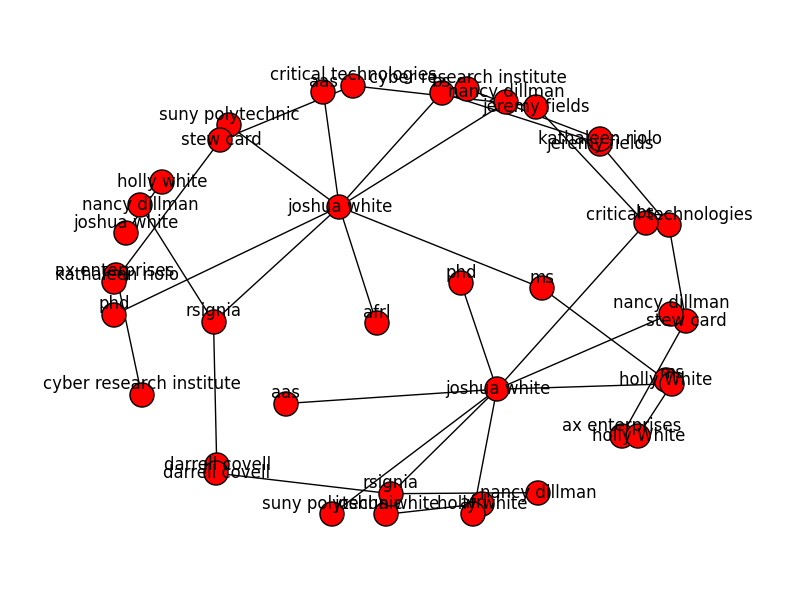 critical technologies
cyber research institute
aas
bs
nancy dillman
jeremy fields
suny polytechnic
stew card
kathaleen riolo
jeremy fields
holly white
nancy dillman
joshua white
joshua white
bs
critical technologies
ax enterprises
kathaleen riolo
phd
ms
phd
rsignia
afrl
nancy dillman
stew card
cyber research institute
aas
joshua white
ms
holly white
ax enterprises
holly white
darrell covell
darrell covell
rsignia
nancy dillman
suny polytechnic
joshua white
holly white
afrl